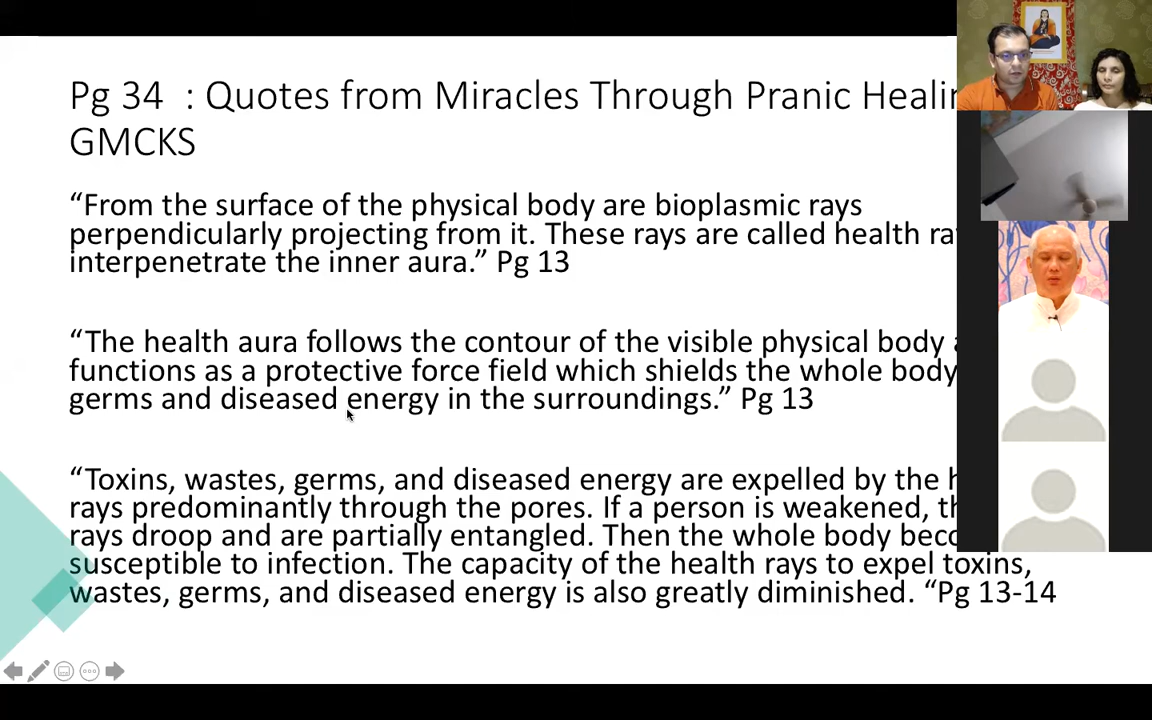 Pg 34 : Quotes from Miracles Through Pranic
GMCKS
“From the surface of the physical body are bioplasmic rays
perpendicularly projecting from it. These rays are called health
interpenetrate the inner aura.” Pg 13
“The health aura follows the contour of the visible physical body
functions as a protective force field which shields the whole body
germs and diseased energy in the surroundings.” Pg 13
“Toxins, wastes, germs, and diseased energy are expelled by the
rays predominantly through the pores. If a person is weakened,
rays droop and are partially entangled. Then the whole body
susceptible to infection. The capacity of the health rays to expel toxins,
wastes, germs, and diseased energy is also greatly diminished. “Pg 13-14